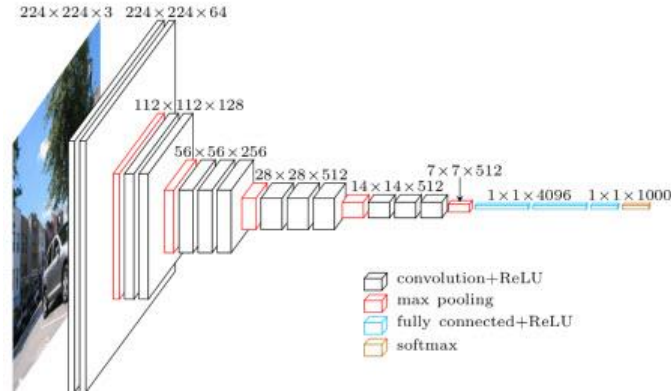 224×224×3
224×224×64
112×112×128
56×56×256
28×28×512
14×14×512
7×7×512
1×1×4096
1×1×1000
convolution+ReLU
max pooling
fully connected+ReLU
softmax